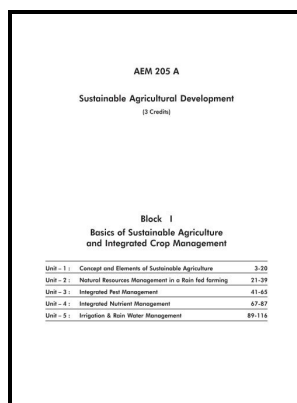 AEM 205 A
Sustainable Agricultural Development
(3 Credits)
Block I
Basics of Sustainable Agriculture
and Integrated Crop Management
Unit – 1 : Concept and Elements of Sustainable Agriculture 3-20
Unit – 2 : Natural Resources Management in a Rain fed farming 21-39
Unit – 3 : Integrated Pest Management 41-65
Unit – 4 : Integrated Nutrient Management 67-87
Unit – 5 : Irrigation & Rain Water Management 89-116